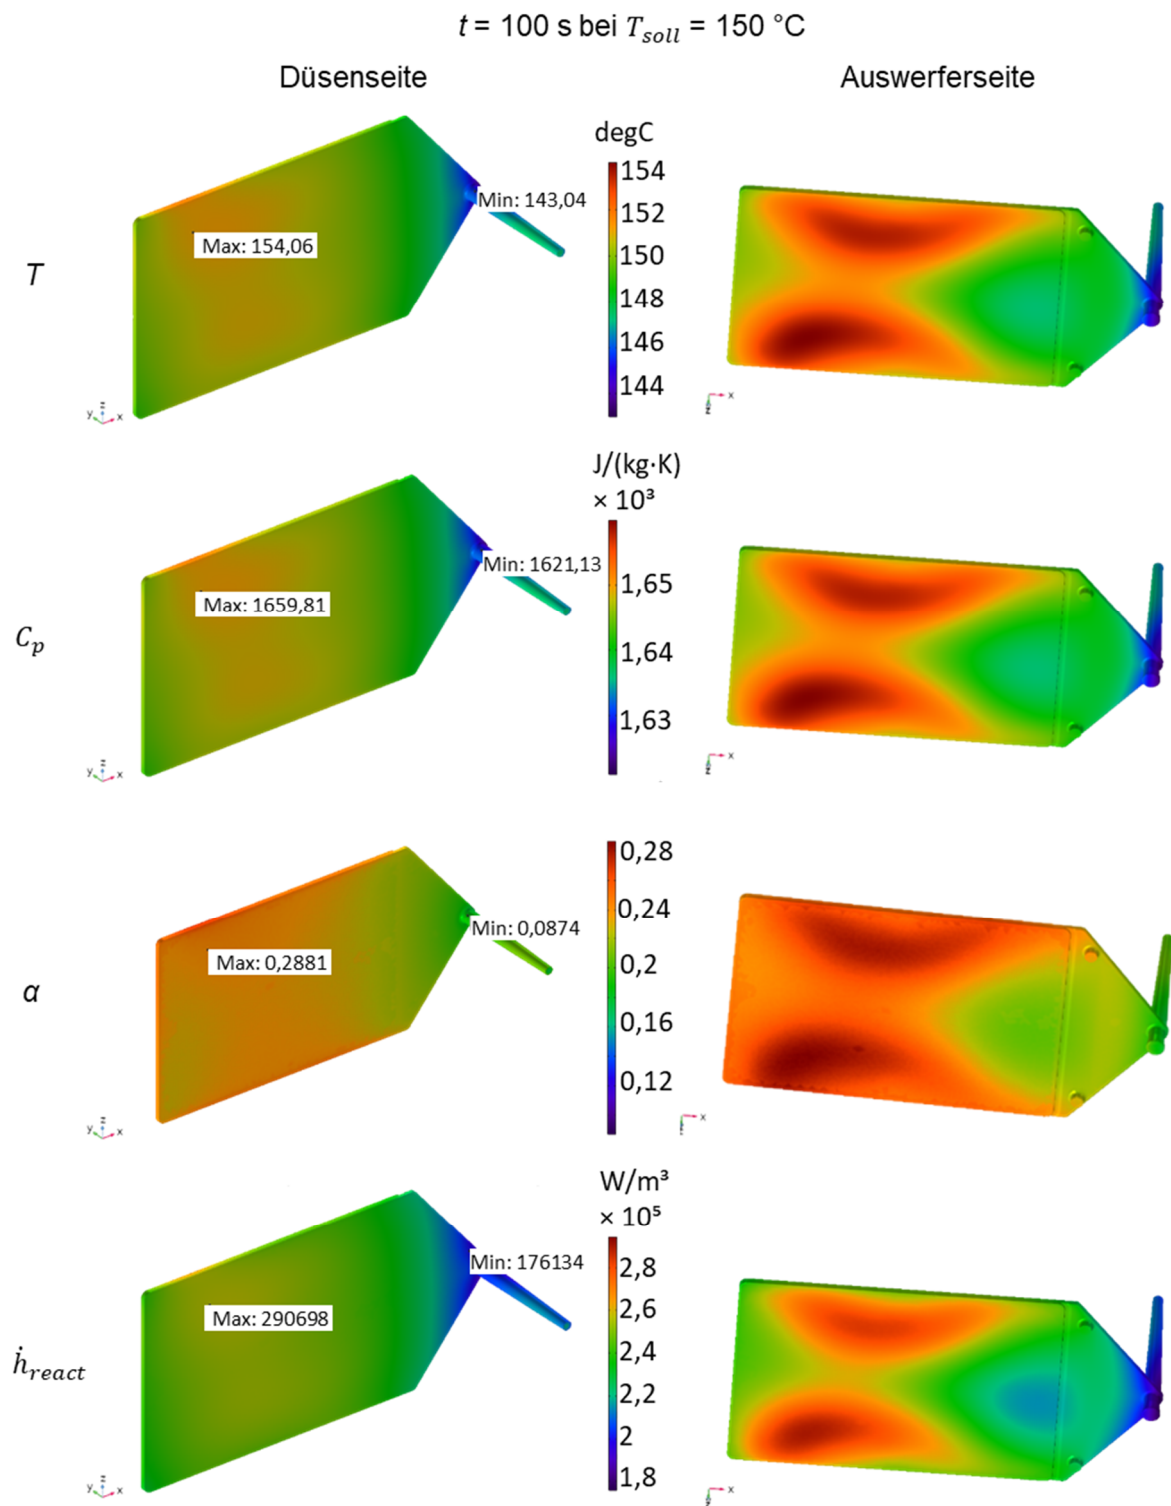 t = 100 s bei T_soll = 150 °C
Düsenseite
Auswerferseite
T
Max: 154,06
Min: 143,04
degC
154
152
150
148
146
144
y z x
z x
C_p
Max: 1659,81
Min: 1621,13
J/(kg·K)
× 10³
1,65
1,64
1,63
y z x
z x
α
Max: 0,2881
Min: 0,0874
0,28
0,24
0,2
0,16
0,12
y z x
x
ḣ_react
Max: 290698
Min: 176134
W/m³
× 10⁵
2,8
2,6
2,4
2,2
2
1,8
y z x
z x